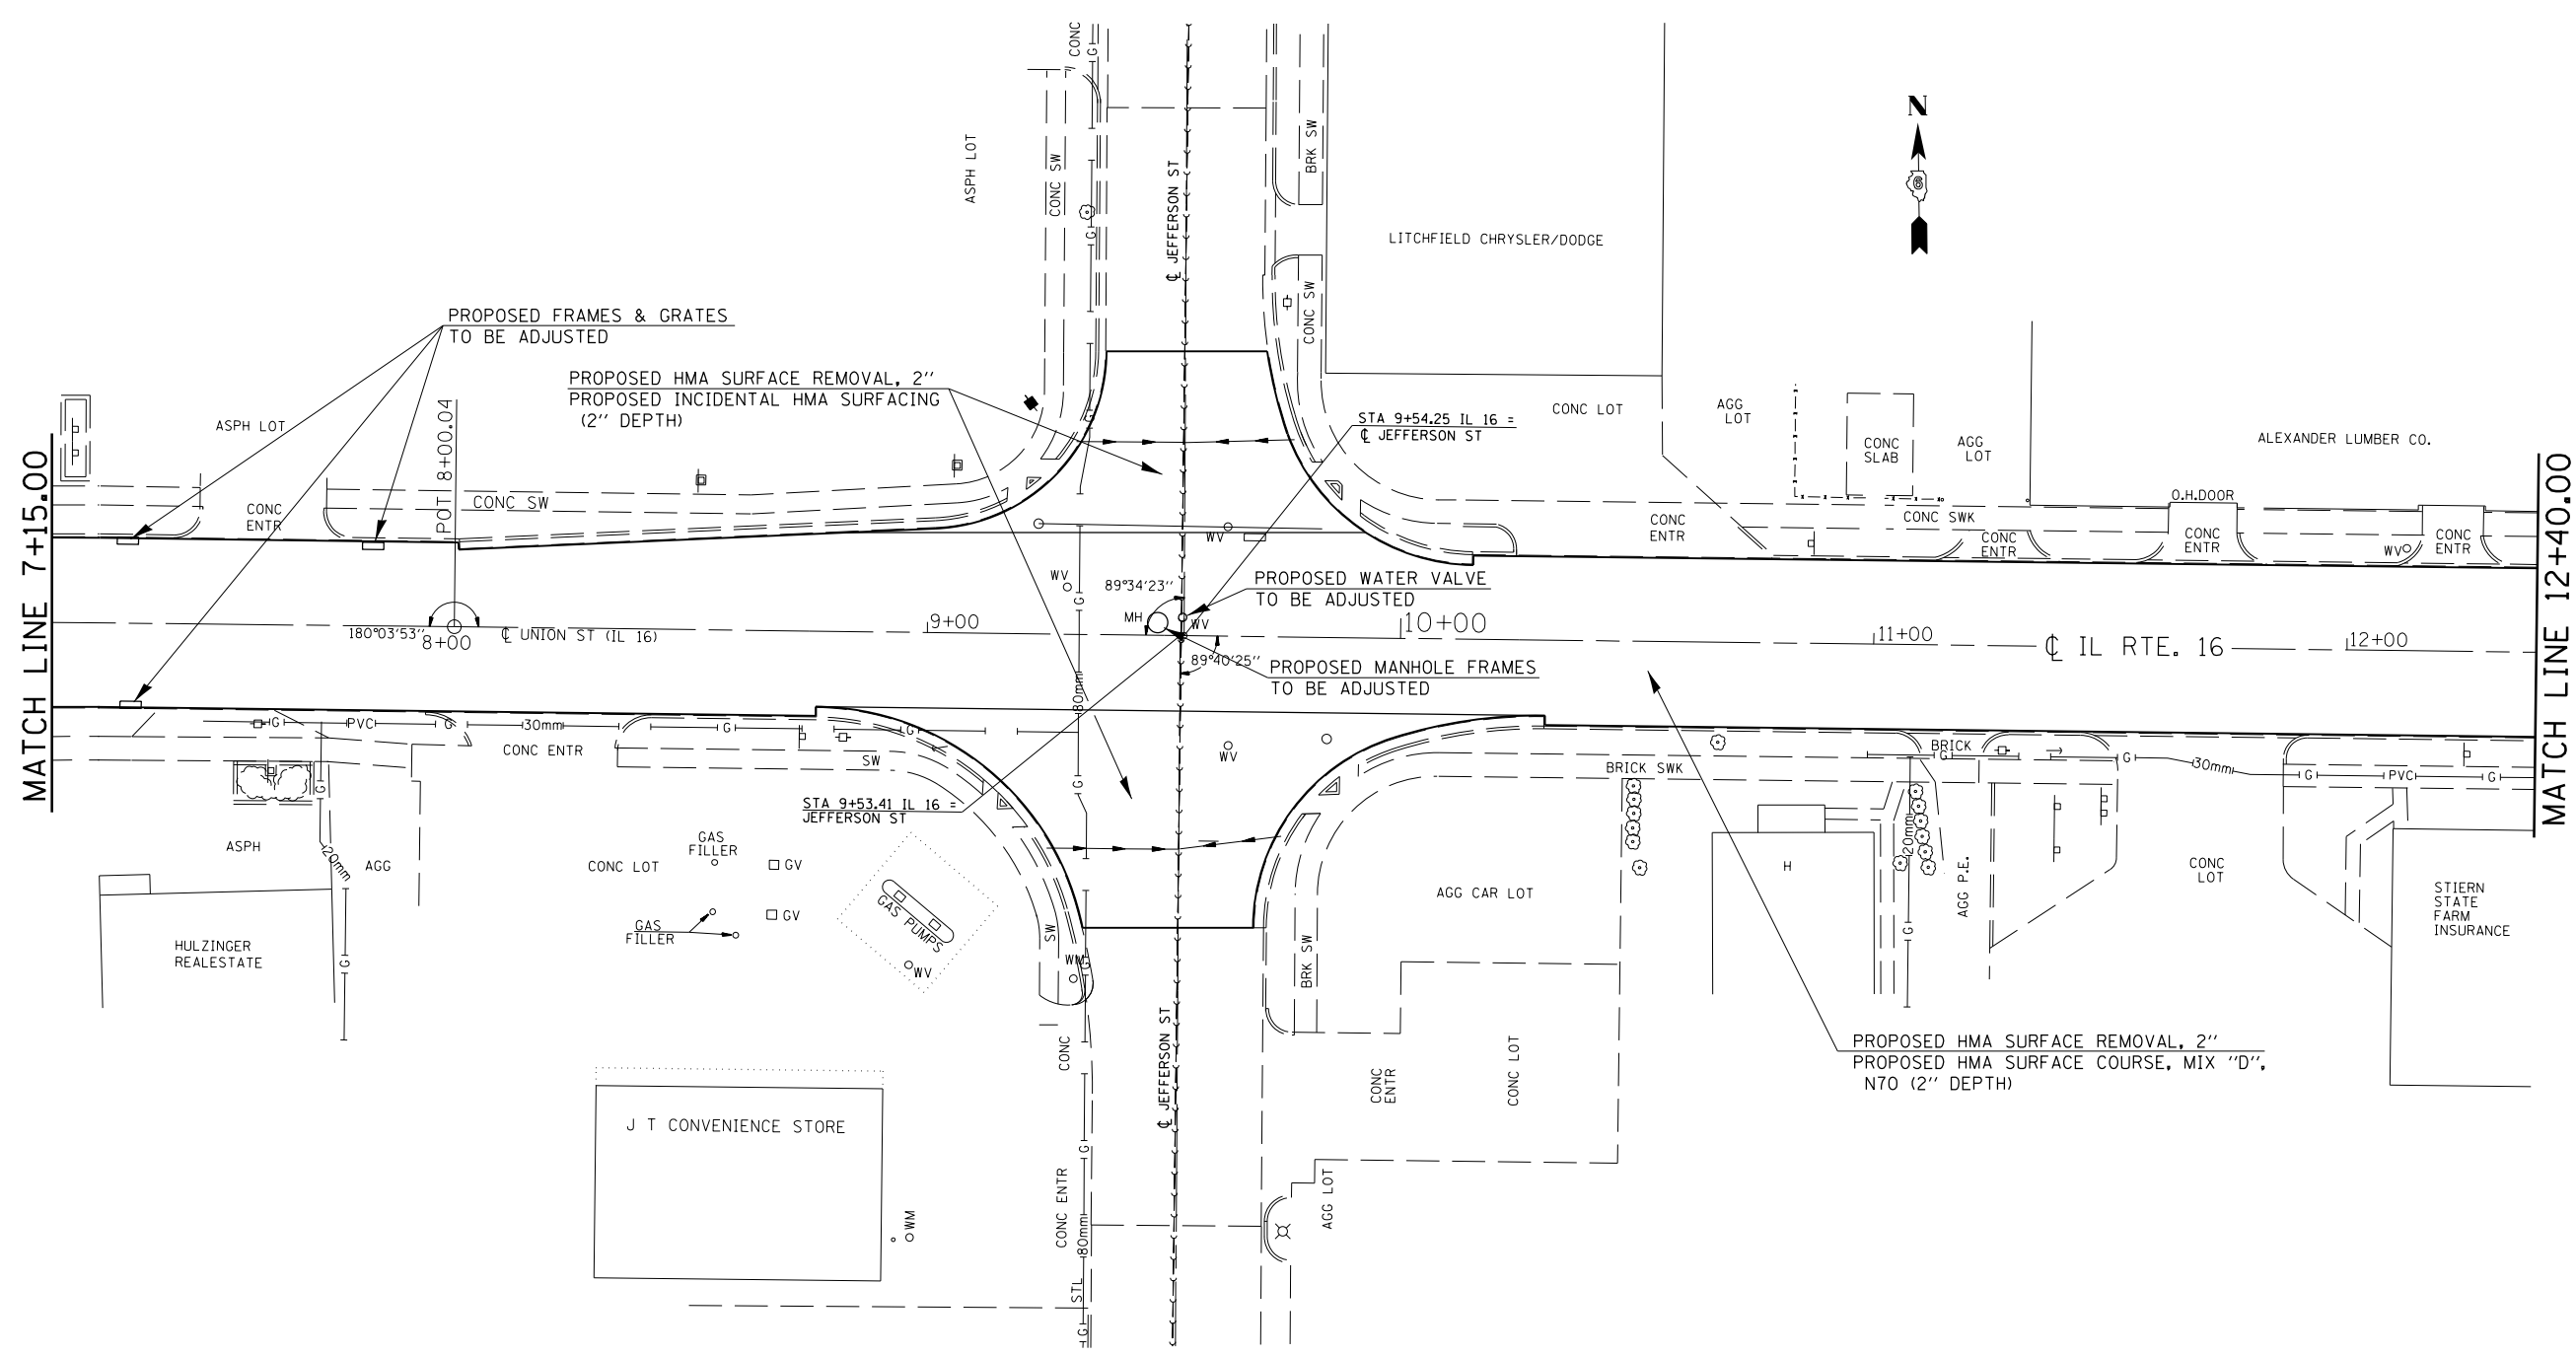 CONC
G
N
6
CONC SW
ASPH LOT
BRK SW
℄ JEFFERSON ST
G
LITCHFIELD CHRYSLER/DODGE
CONC SW
PROPOSED FRAMES & GRATES
TO BE ADJUSTED
PROPOSED HMA SURFACE REMOVAL, 2"
PROPOSED INCIDENTAL HMA SURFACING
(2" DEPTH)
G
STA 9+54.25 IL 16 =
℄ JEFFERSON ST
CONC LOT
AGG
LOT
CONC
SLAB
AGG
LOT
ALEXANDER LUMBER CO.
ASPH LOT
MATCH LINE 7+15.00
POT 8+00.04
CONC
ENTR
CONC SW
CONC
ENTR
CONC SWK
O.H.DOOR
CONC
ENTR
CONC
ENTR
CONC
ENTR
WV
MATCH LINE 12+40.00
WV
WV
G
89°34'23"
PROPOSED WATER VALVE
TO BE ADJUSTED
MH
WV
180°03'53"
8+00
℄ UNION ST (IL 16)
9+00
10+00
11+00
℄ IL RTE. 16
12+00
89°40'25"
PROPOSED MANHOLE FRAMES
TO BE ADJUSTED
80mm
G
PVC
G
30mm
G
G
CONC ENTR
SW
WV
BRICK
G
G
30mm
G
PVC
G
BRICK SWK
G
G
STA 9+53.41 IL 16 =
JEFFERSON ST
ASPH
20mm
AGG
CONC LOT
GAS
FILLER
GV
GV
GAS
FILLER
GAS PUMPS
WV
HULZINGER
REALESTATE
G
SW
WM
G
BRK SW
AGG CAR LOT
H
20mm
G
AGG P.E.
CONC
LOT
STIERN
STATE
FARM
INSURANCE
CONC
℄ JEFFERSON ST
CONC
ENTR
CONC LOT
PROPOSED HMA SURFACE REMOVAL, 2"
PROPOSED HMA SURFACE COURSE, MIX "D",
N70 (2" DEPTH)
J T CONVENIENCE STORE
G
CONC ENTR
80mm
AGG LOT
WM
STL
G